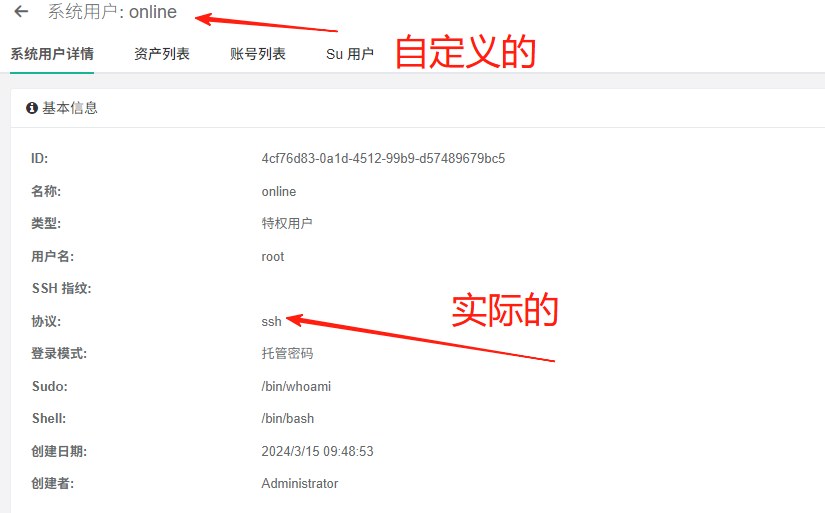 系统用户: online
自定义的
系统用户详情 资产列表 账号列表 Su 用户
基本信息
ID: 4cf76d83-0a1d-4512-99b9-d57489679bc5
名称: online
类型: 特权用户
用户名: root
SSH 指纹:
实际的
协议: ssh
登录模式: 托管密码
Sudo: /bin/whoami
Shell: /bin/bash
创建日期: 2024/3/15 09:48:53
创建者: Administrator